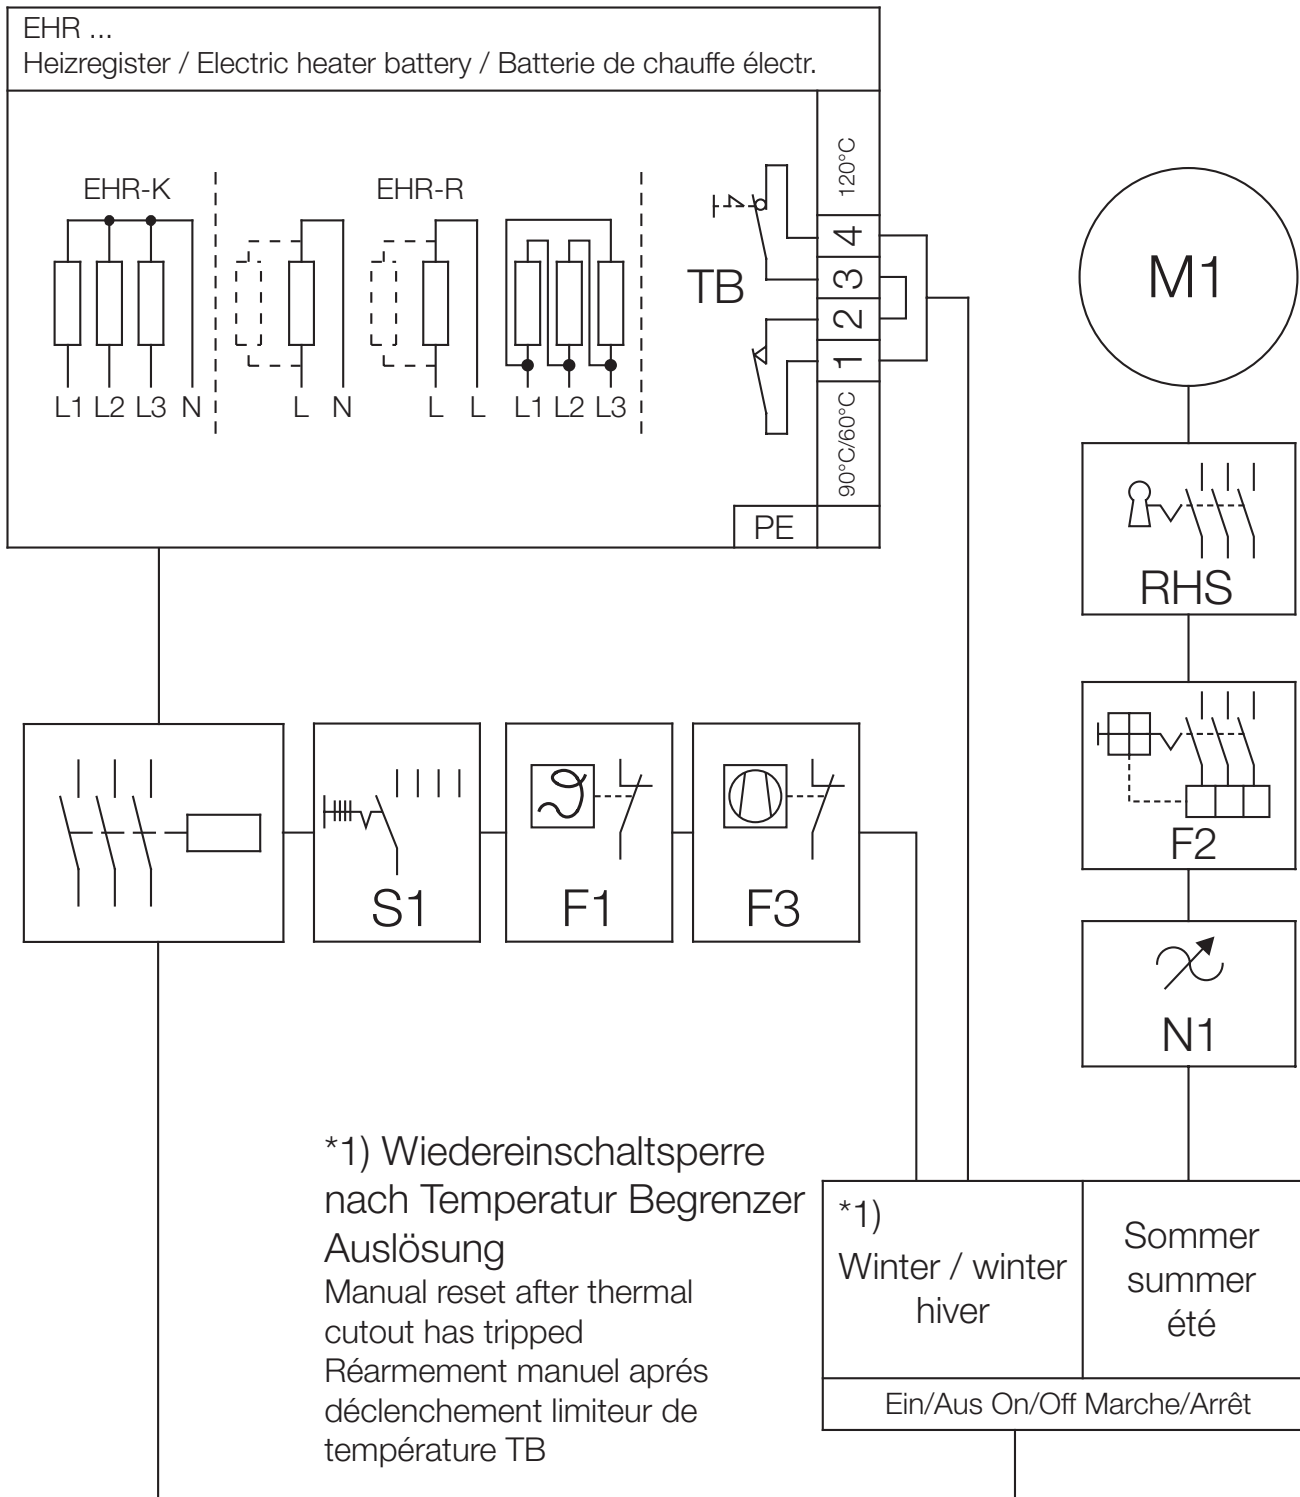 EHR ...
Heizregister / Electric heater battery / Batterie de chauffe électr.
EHR-K
EHR-R
L1 L2 L3 N
L N
L L
L1 L2 L3
TB
120°C
4
3
2
1
90°C/60°C
PE
M1
RHS
F2
N1
S1
F1
F3
*1) Wiedereinschaltsperre
nach Temperatur Begrenzer
Auslösung
Manual reset after thermal
cutout has tripped
Réarmement manuel aprés
déclenchement limiteur de
température TB
*1)
Winter / winter
hiver
Sommer
summer
été
Ein/Aus On/Off Marche/Arrêt